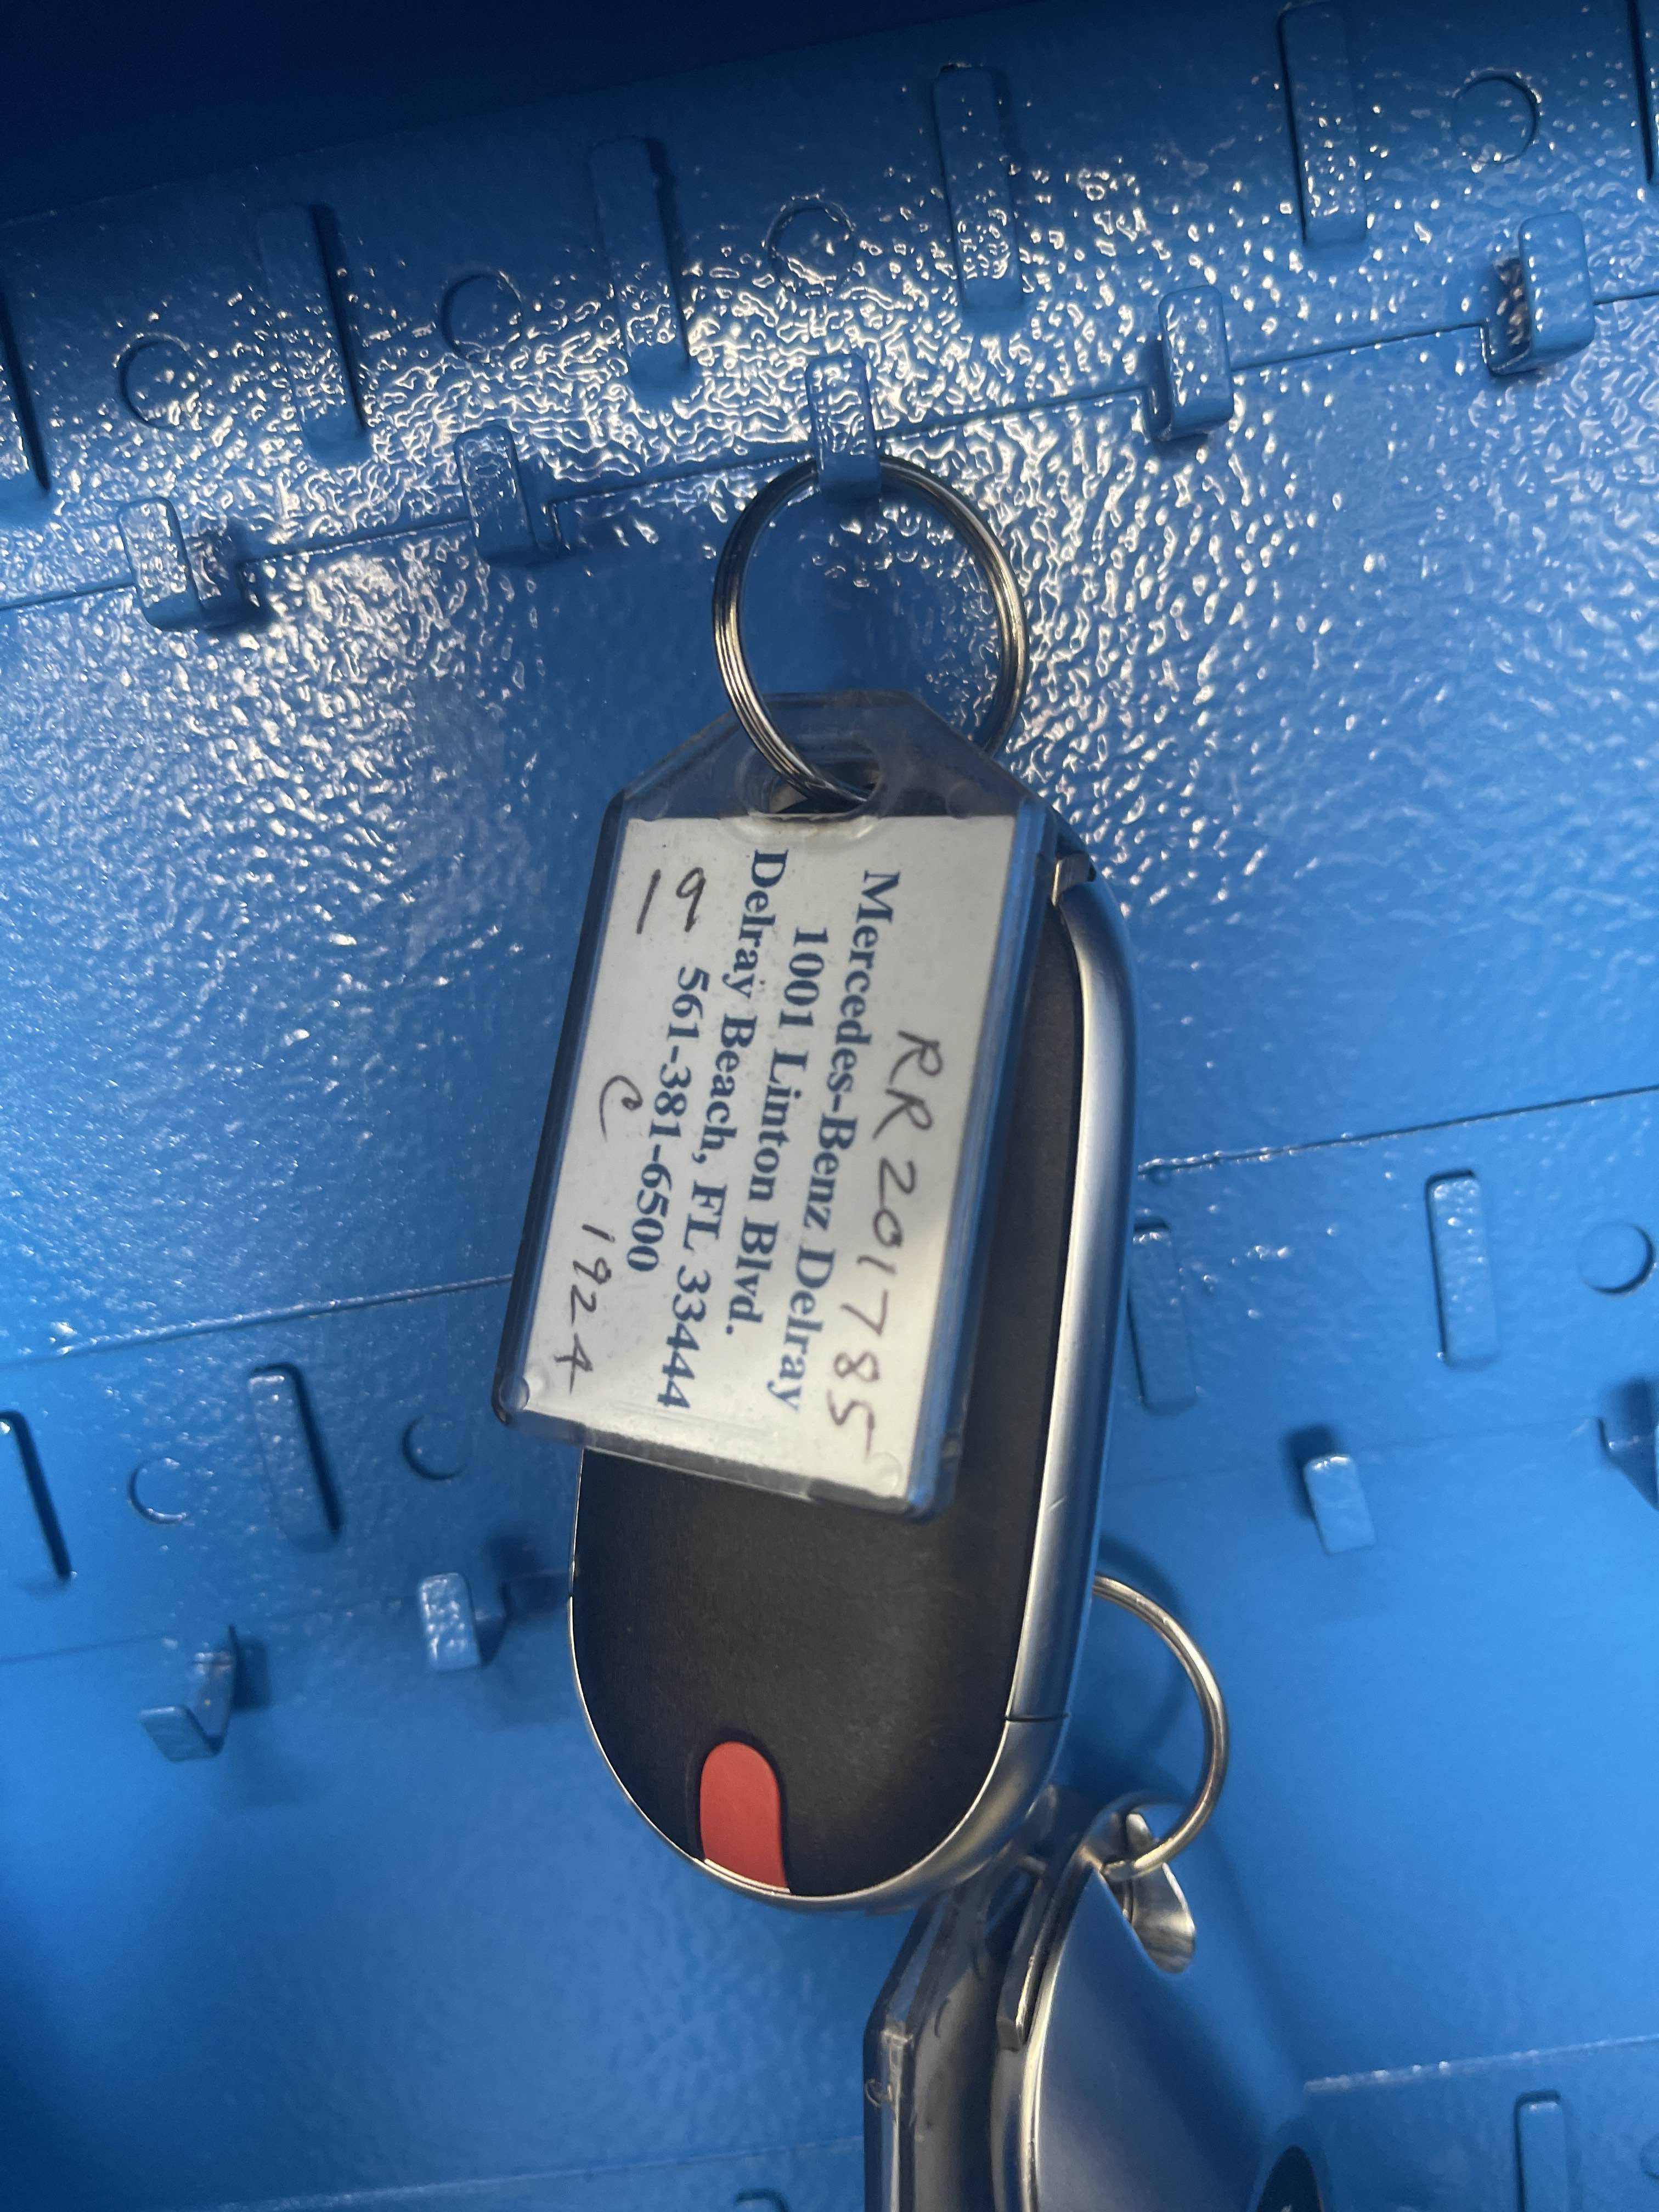 RR201785
Mercedes-Benz Delray
1001 Linton Blvd.
Delray Beach, FL 33444
19 561-381-6500
C
1924